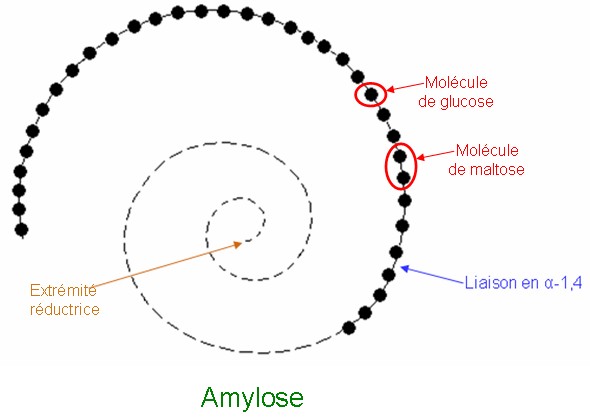 Molécule
de glucose
Molécule
de maltose
Liaison en α-1,4
Extrémité
réductrice
Amylose